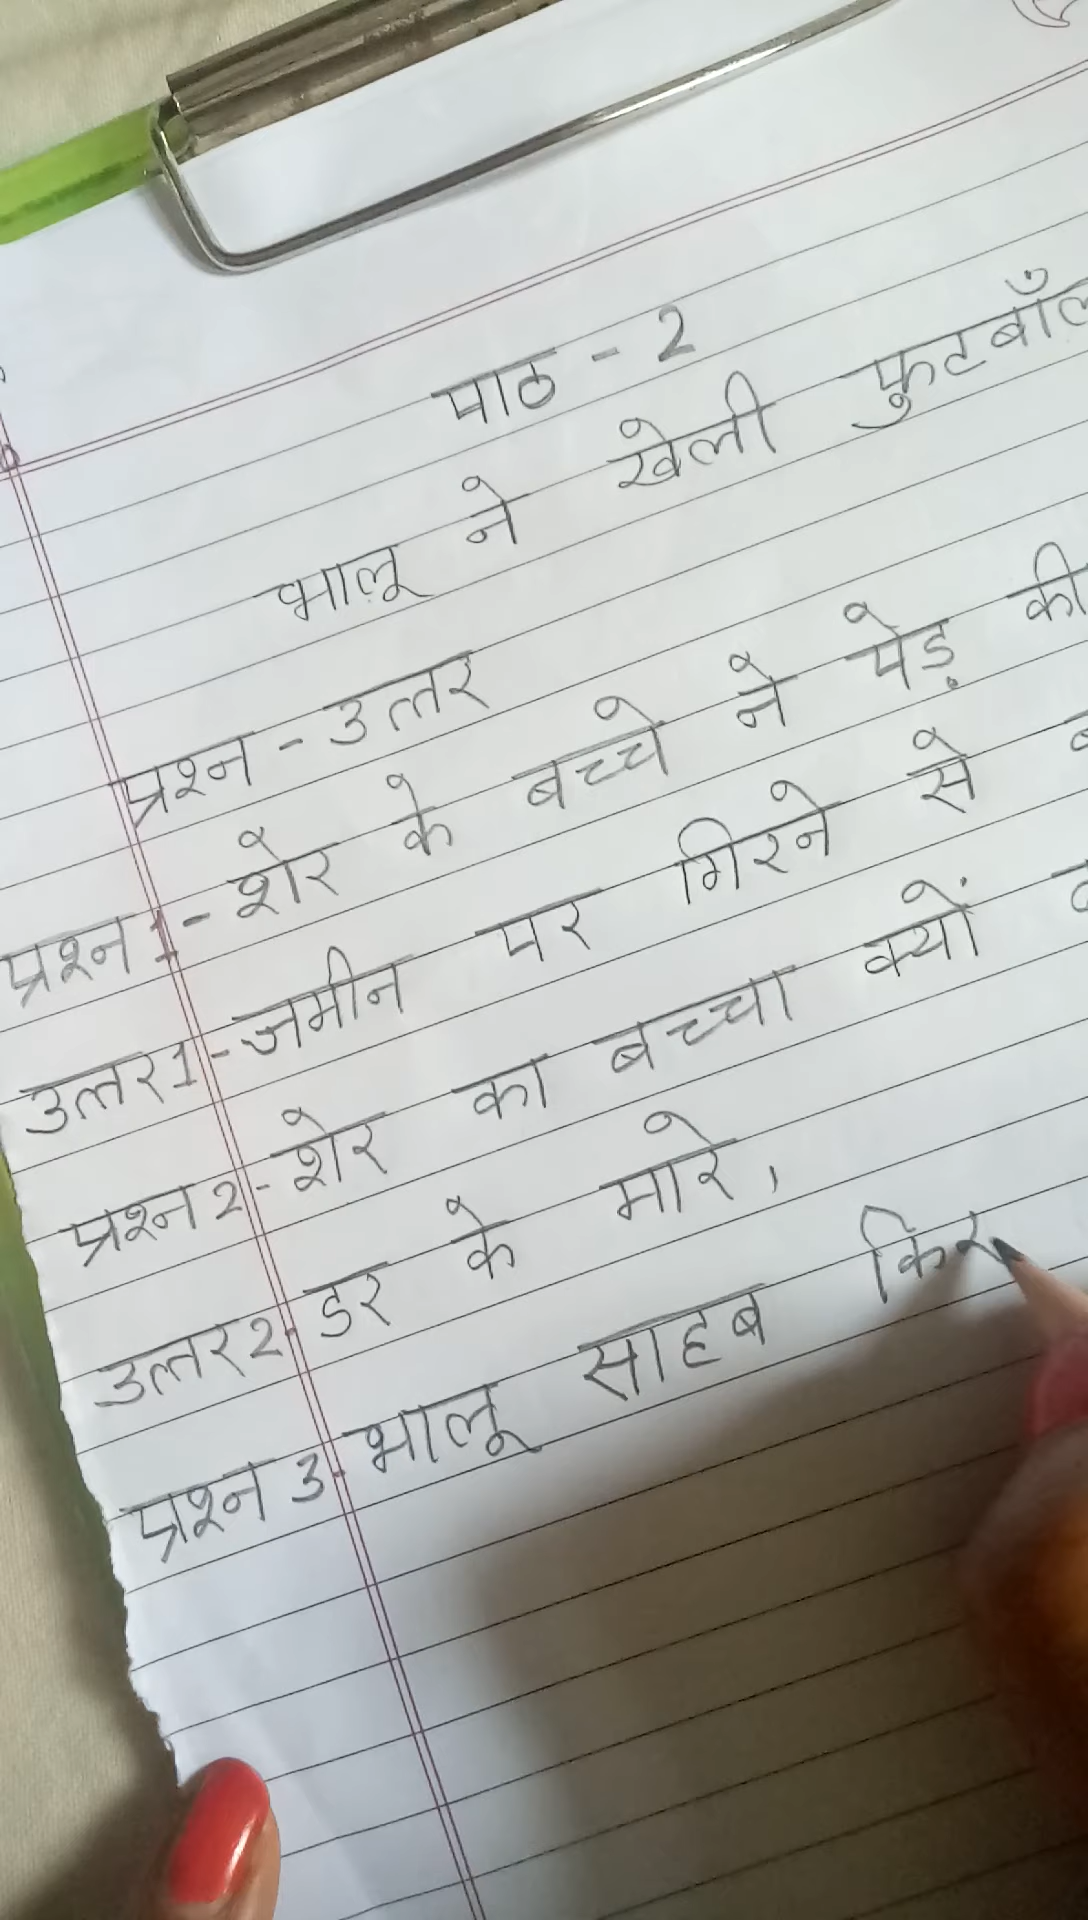 पाठ - 2
भालू ने खेली फुटबॉल
प्रश्न - उत्तर
प्रश्न 1 - शेर के बच्चे ने पेड़ की
उत्तर 1 - जमीन पर गिरने से
प्रश्न 2 - शेर का बच्चा क्यों
उत्तर 2. डर के मारे,
प्रश्न 3. भालू साहब